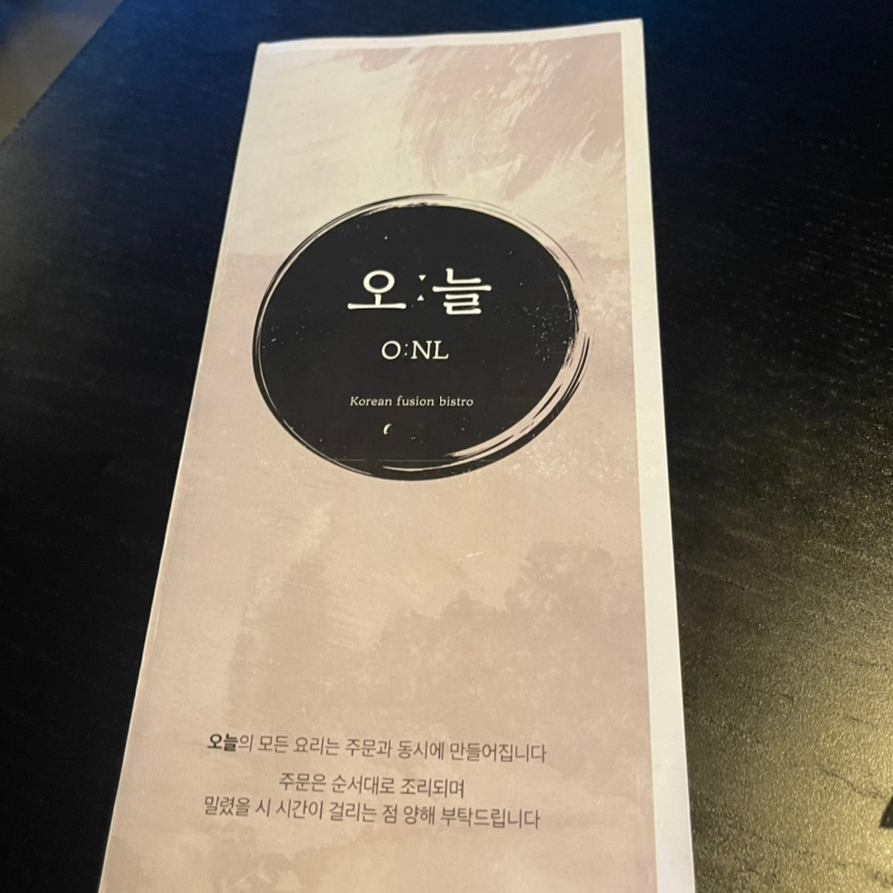 오:늘
O:NL
Korean fusion bistro
오늘의 모든 요리는 주문과 동시에 만들어집니다
주문은 순서대로 조리되며
밀렸을 시 시간이 걸리는 점 양해 부탁드립니다